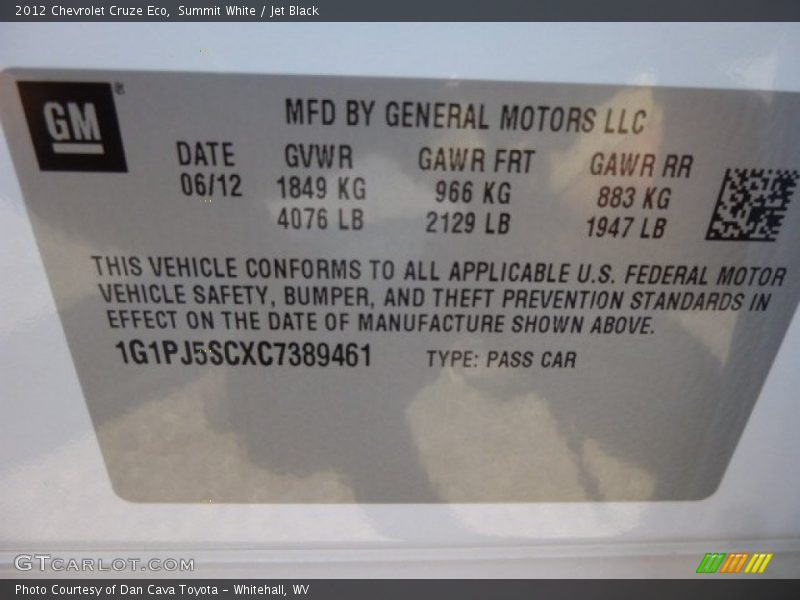 2012 Chevrolet Cruze Eco, Summit White / Jet Black
GM ®
MFD BY GENERAL MOTORS LLC
DATE GVWR GAWR FRT GAWR RR
06/12 1849 KG 966 KG 883 KG
4076 LB 2129 LB 1947 LB
THIS VEHICLE CONFORMS TO ALL APPLICABLE U.S. FEDERAL MOTOR
VEHICLE SAFETY, BUMPER, AND THEFT PREVENTION STANDARDS IN
EFFECT ON THE DATE OF MANUFACTURE SHOWN ABOVE.
1G1PJ5SCXC7389461 TYPE: PASS CAR
GTCARLOT.COM
Photo Courtesy of Dan Cava Toyota - Whitehall, WV